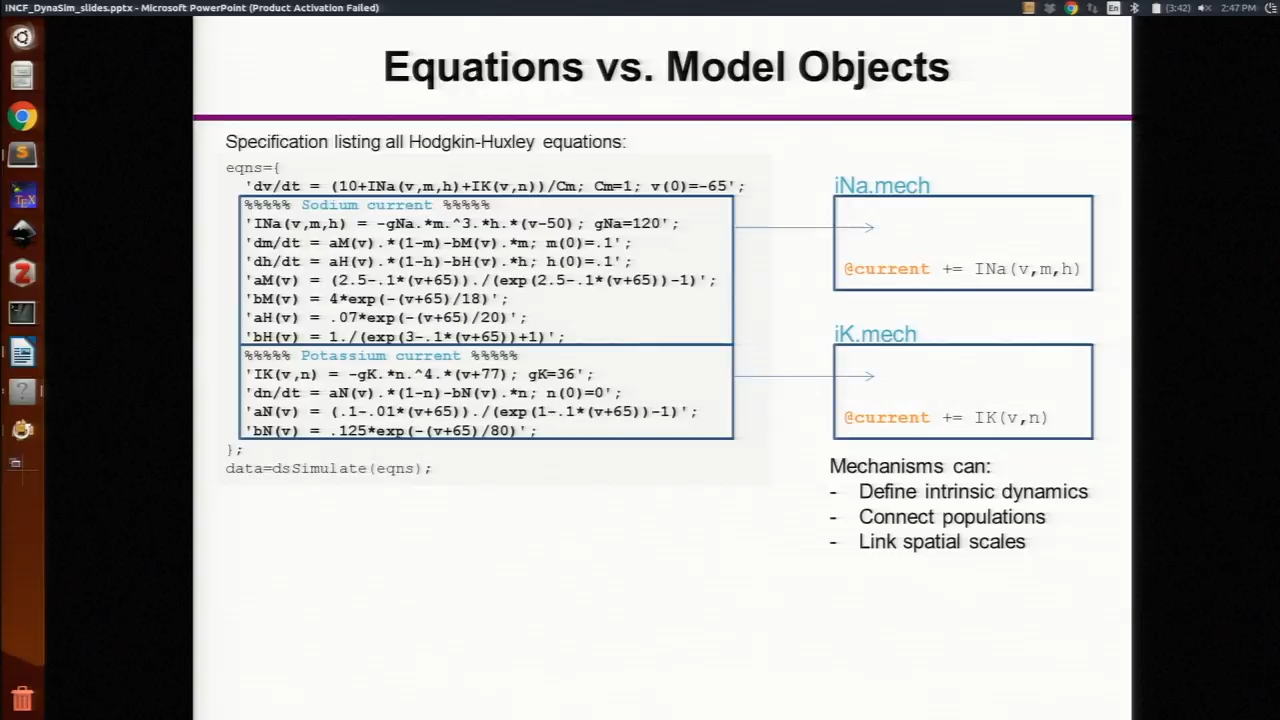 INCF_DynaSim_slides.pptx - Microsoft PowerPoint (Product Activation Failed)
En
(3:42)
2:47 PM
Equations vs. Model Objects
Specification listing all Hodgkin-Huxley equations:
eqns={
'dv/dt = (10+INa(v,m,h)+IK(v,n))/Cm; Cm=1; v(0)=-65';
%%%%% Sodium current %%%%%
'INa(v,m,h) = -gNa.*m.^3.*h.*(v-50); gNa=120';
'dm/dt = aM(v).*(1-m)-bM(v).*m; m(0)=.1';
'dh/dt = aH(v).*(1-h)-bH(v).*h; h(0)=.1';
'aM(v) = (2.5-.1*(v+65))./(exp(2.5-.1*(v+65))-1)';
'bM(v) = 4*exp(-(v+65)/18)';
'aH(v) = .07*exp(-(v+65)/20)';
'bH(v) = 1./(exp(3-.1*(v+65))+1)';
%%%%% Potassium current %%%%%
'IK(v,n) = -gK.*n.^4.*(v+77); gK=36';
'dn/dt = aN(v).*(1-n)-bN(v).*n; n(0)=0';
'aN(v) = (.1-.01*(v+65))./(exp(1-.1*(v+65))-1)';
'bN(v) = .125*exp(-(v+65)/80)';
};
data=dsSimulate(eqns);
iNa.mech
@current += INa(v,m,h)
iK.mech
@current += IK(v,n)
Mechanisms can:
- Define intrinsic dynamics
- Connect populations
- Link spatial scales